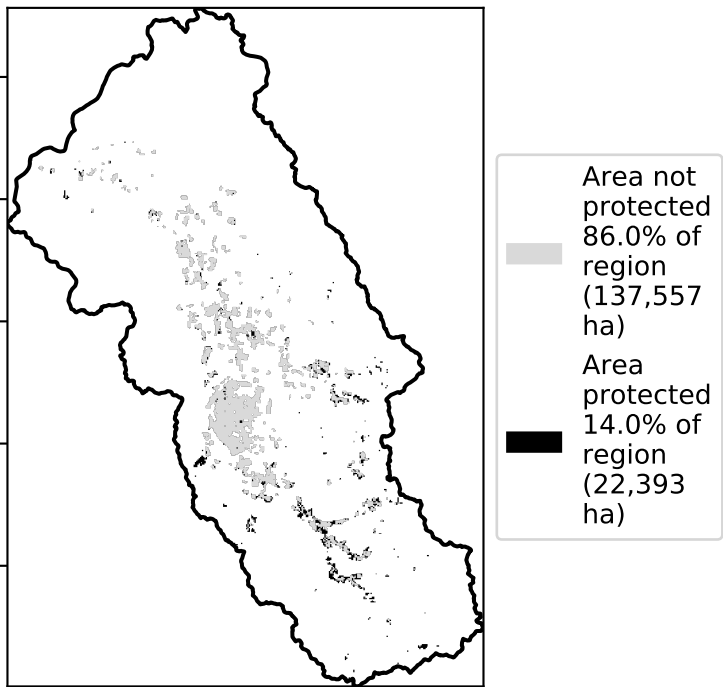 Area not
protected
86.0% of
region
(137,557
ha)
Area
protected
14.0% of
region
(22,393
ha)